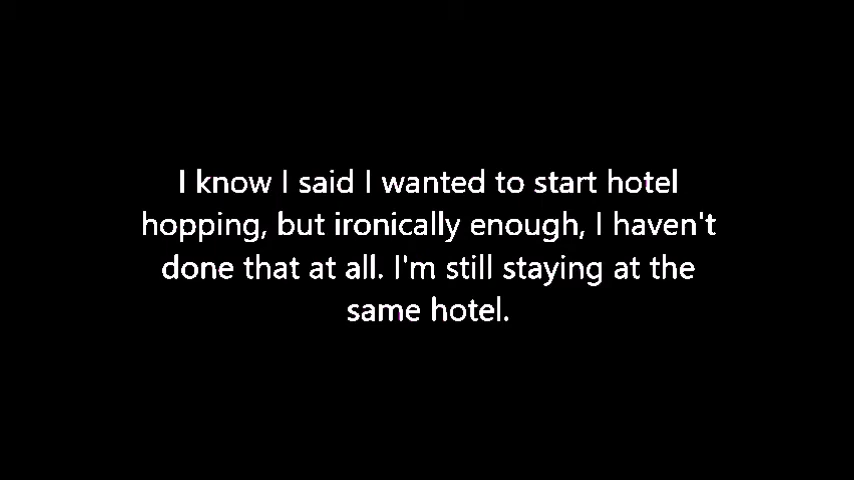 I know I said I wanted to start hotel
hopping, but ironically enough, I haven't
done that at all. I'm still staying at the
same hotel.